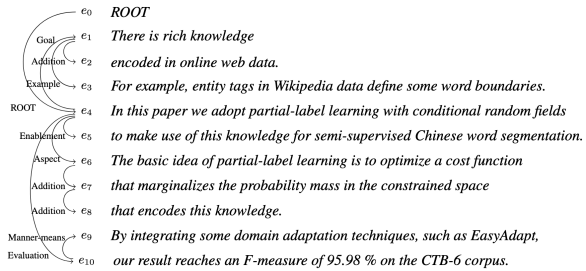 e0 ROOT
Goal e1 There is rich knowledge
Addition e2 encoded in online web data.
Example e3 For example, entity tags in Wikipedia data define some word boundaries.
ROOT e4 In this paper we adopt partial-label learning with conditional random fields
Enablement e5 to make use of this knowledge for semi-supervised Chinese word segmentation.
Aspect e6 The basic idea of partial-label learning is to optimize a cost function
Addition e7 that marginalizes the probability mass in the constrained space
Addition e8 that encodes this knowledge.
Manner-means e9 By integrating some domain adaptation techniques, such as EasyAdapt,
Evaluation e10 our result reaches an F-measure of 95.98 % on the CTB-6 corpus.